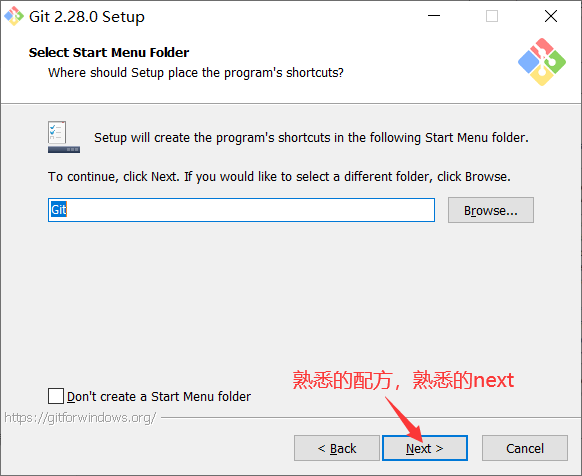 Git 2.28.0 Setup
Select Start Menu Folder
Where should Setup place the program's shortcuts?
Setup will create the program's shortcuts in the following Start Menu folder.
To continue, click Next. If you would like to select a different folder, click Browse.
Git
Browse...
熟悉的配方，熟悉的next
Don't create a Start Menu folder
https://gitforwindows.org/
< Back
Next >
Cancel